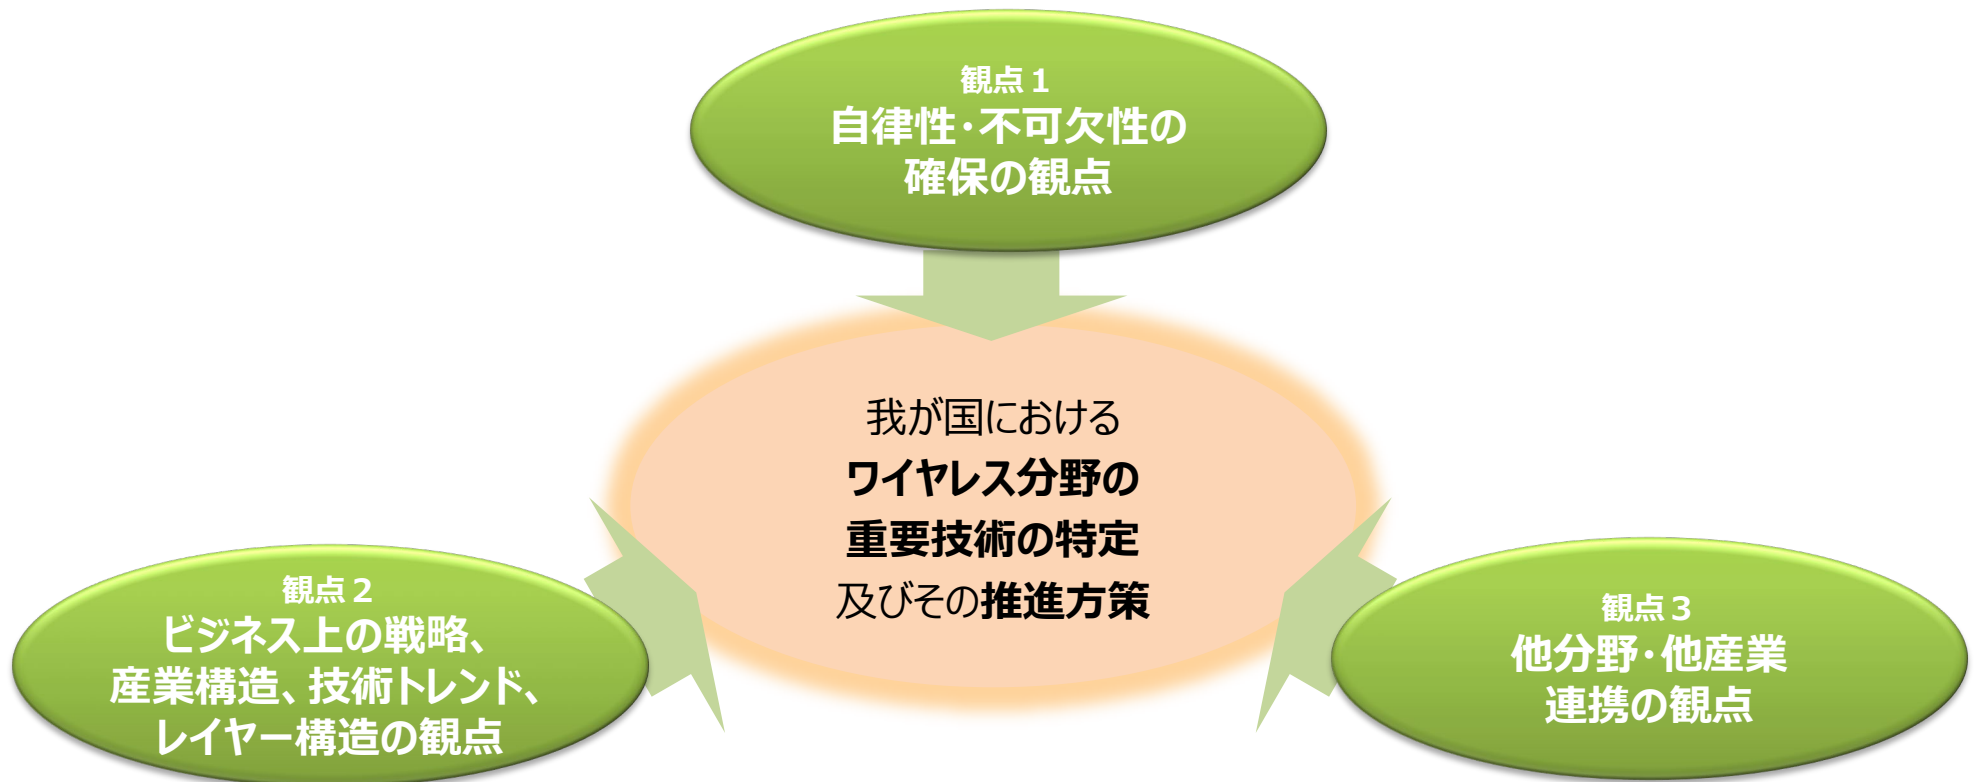 観点１
自律性・不可欠性の
確保の観点
我が国における
ワイヤレス分野の
重要技術の特定
及びその推進方策
観点２
ビジネス上の戦略、
産業構造、技術トレンド、
レイヤー構造の観点
観点３
他分野・他産業
連携の観点